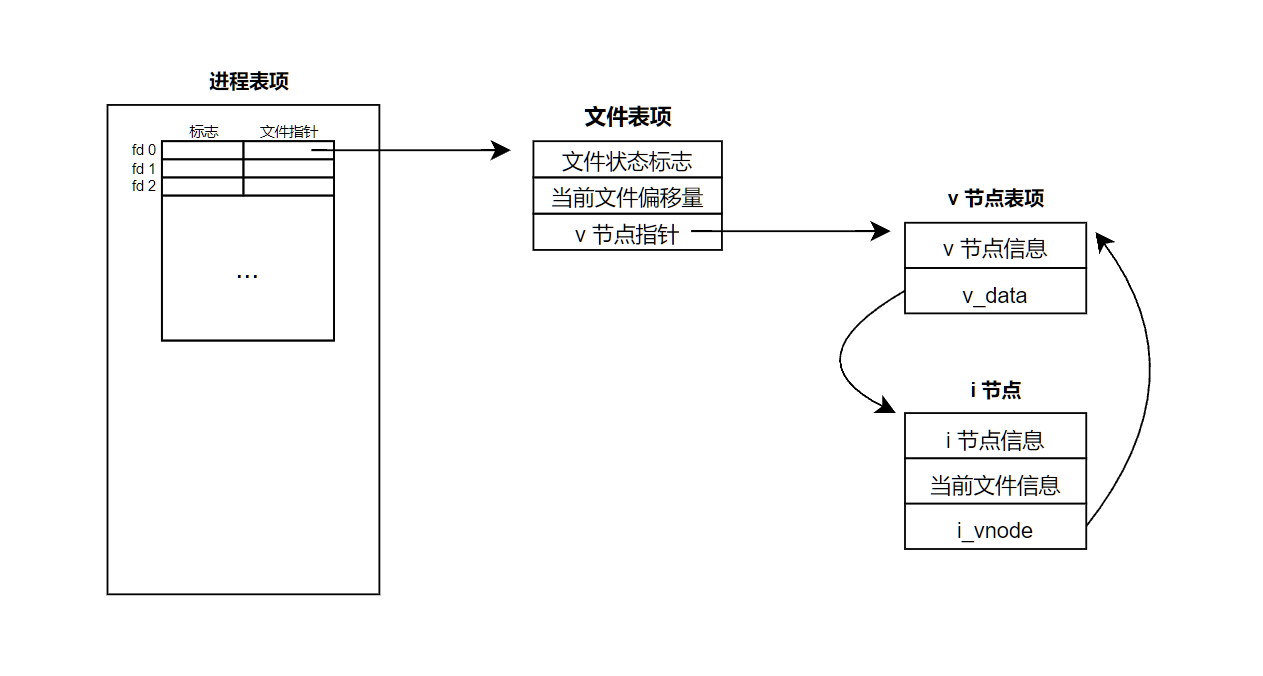 进程表项
标志 文件指针
fd 0
fd 1
fd 2
...
文件表项
文件状态标志
当前文件偏移量
v 节点指针
v 节点表项
v 节点信息
v_data
i 节点
i 节点信息
当前文件信息
i_vnode